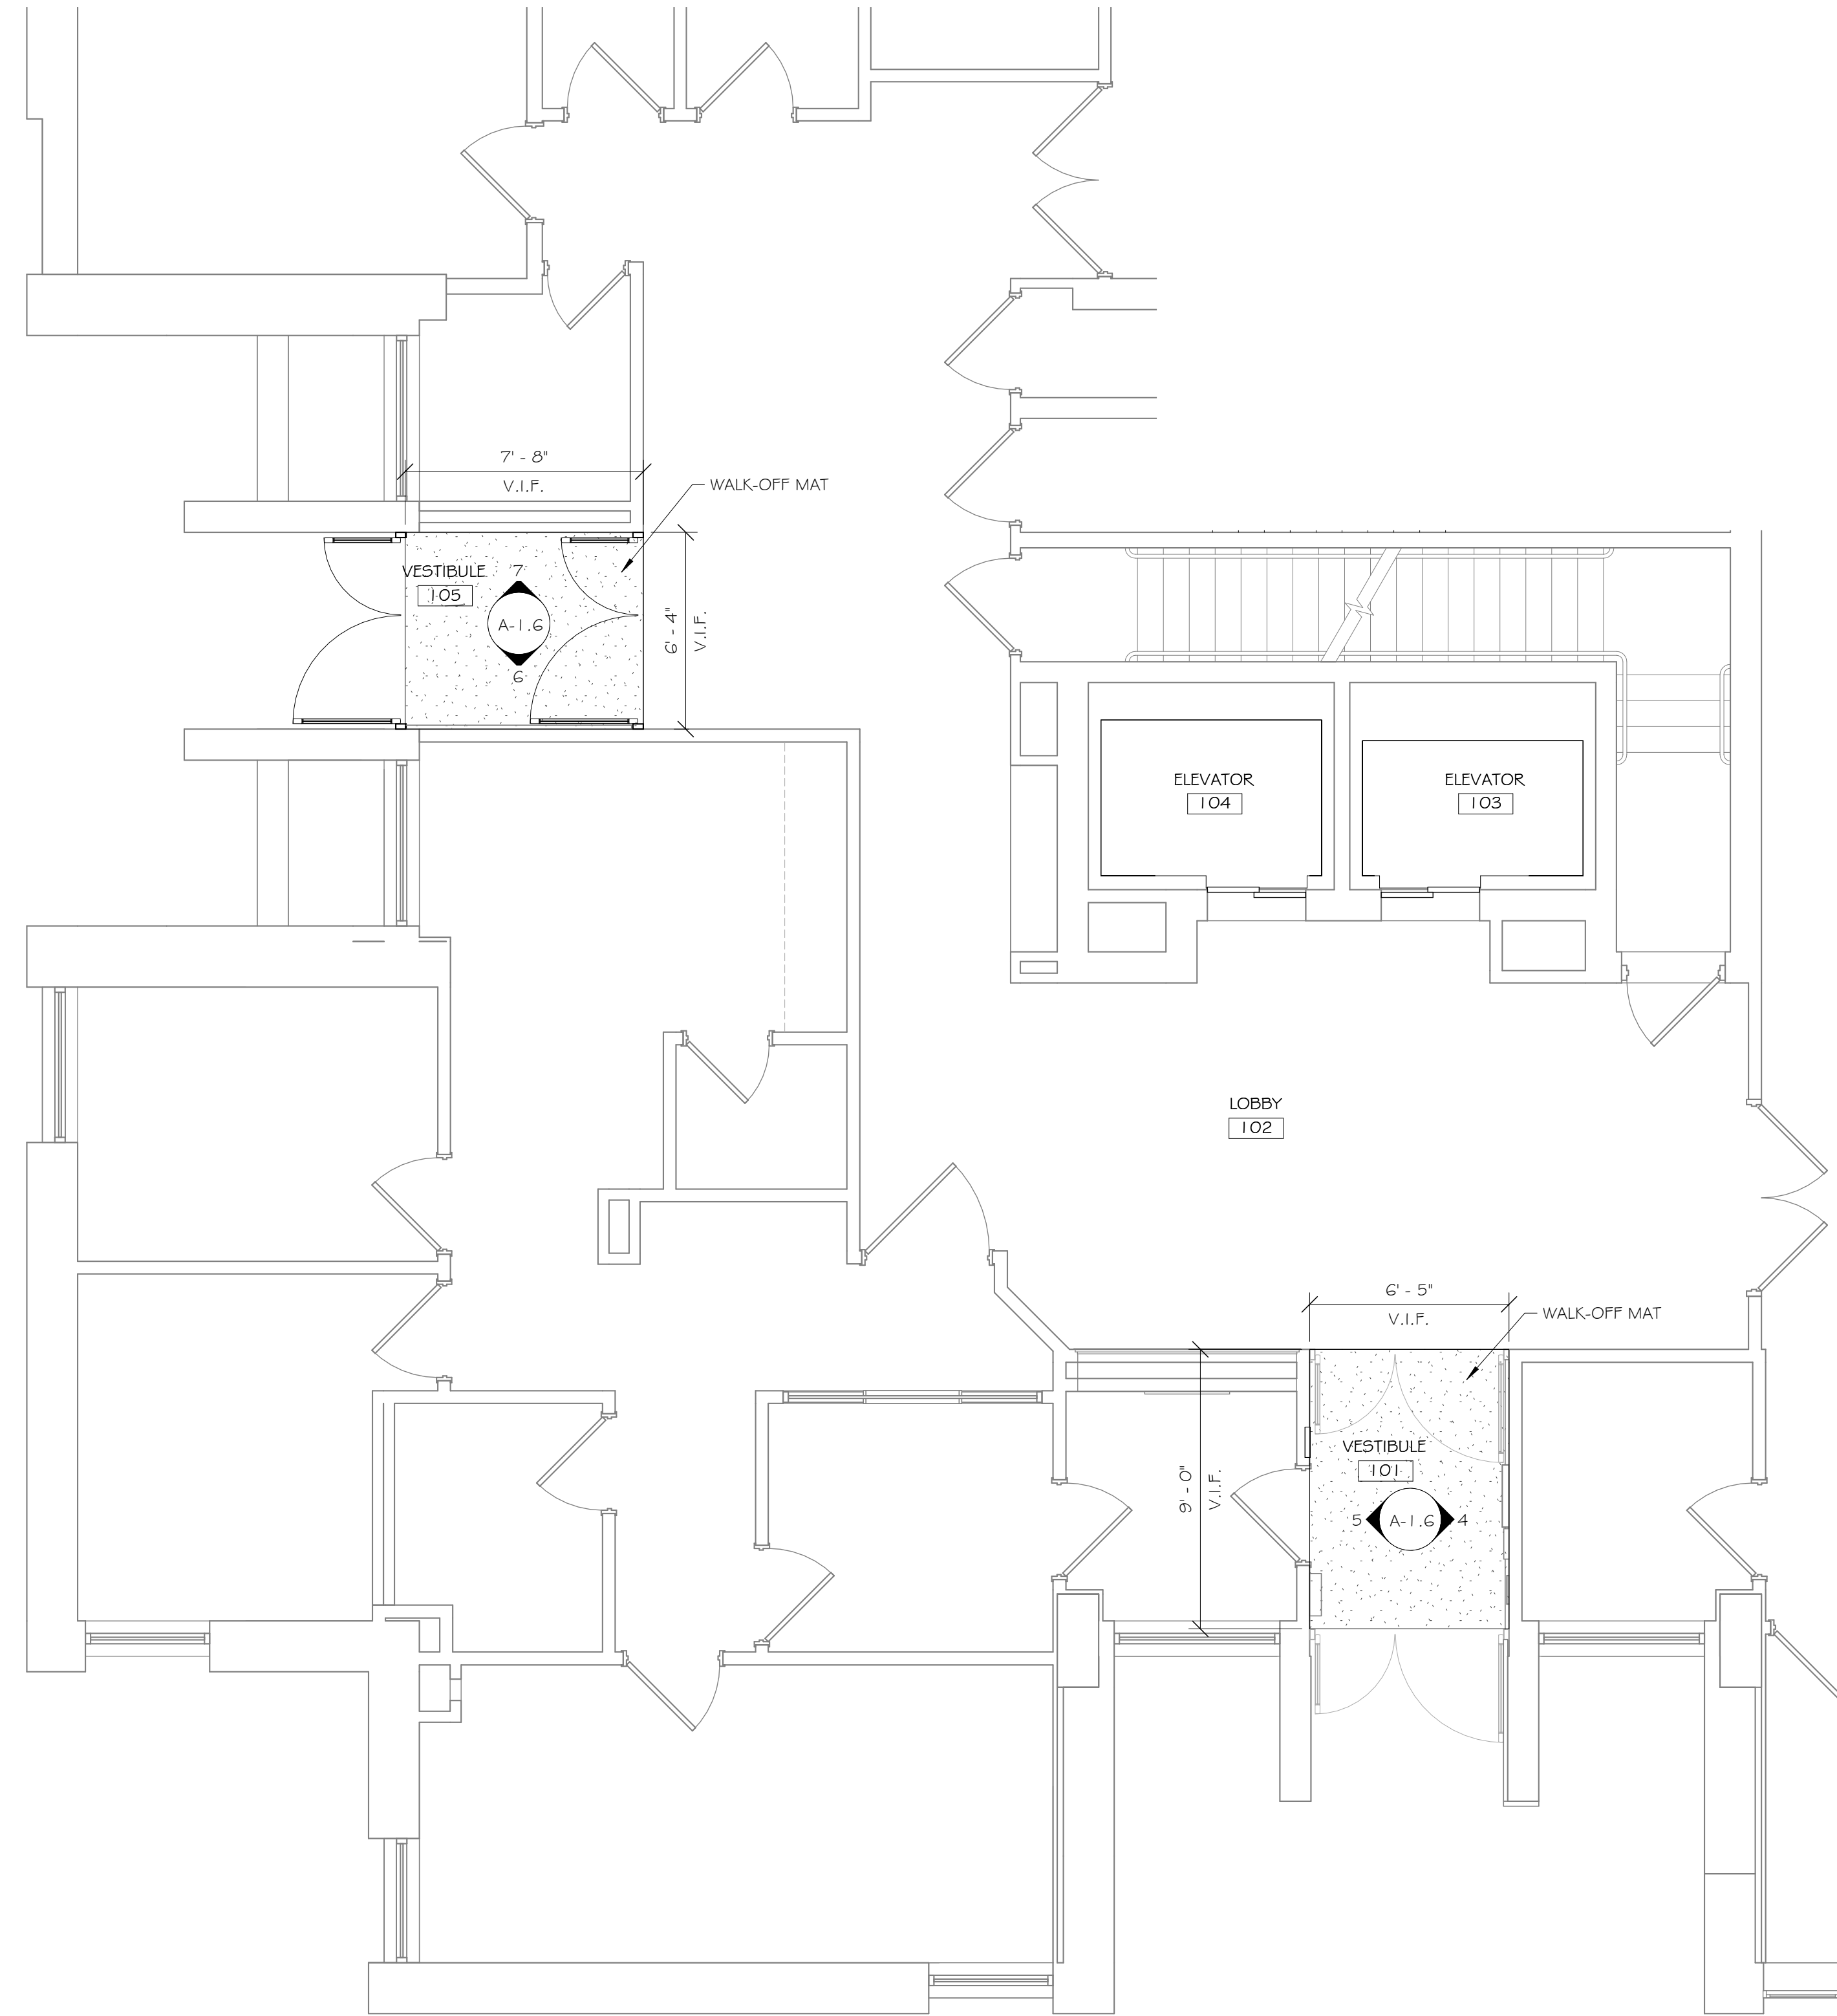 7' - 8"
V.I.F.
WALK-OFF MAT
VESTIBULE
105
7
A-1.6
6
6' - 4"
V.I.F.
ELEVATOR
104
ELEVATOR
103
LOBBY
102
6' - 5"
V.I.F.
WALK-OFF MAT
9' - 0"
V.I.F.
VESTIBULE
101
5 A-1.6 4